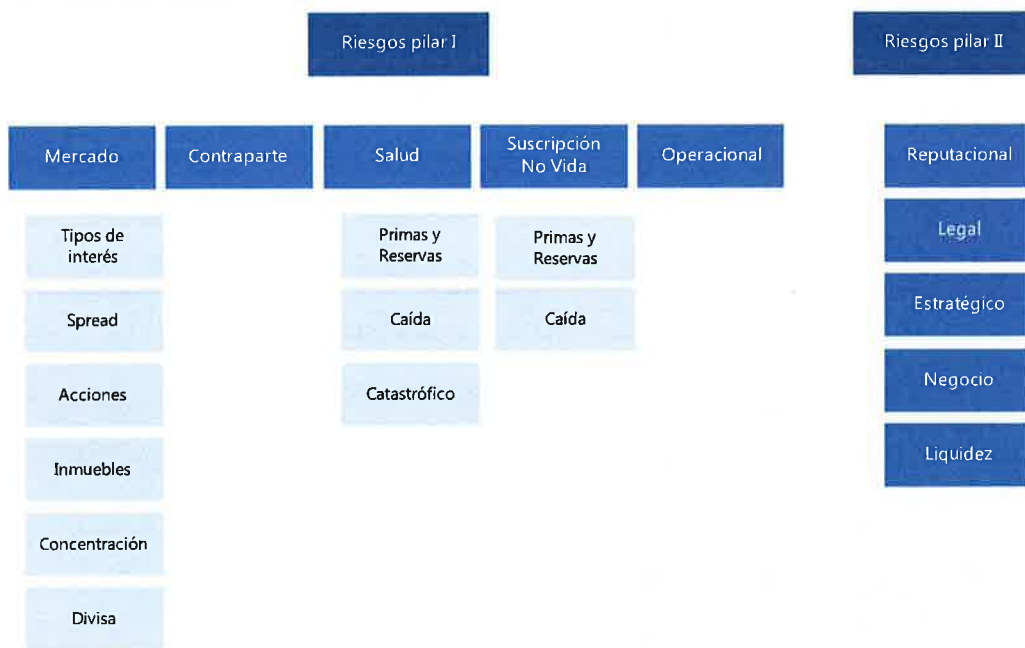 Riesgos pilar I
Riesgos pilar II
Mercado
Contraparte
Salud
Suscripción
No Vida
Operacional
Reputacional
Tipos de
interés
Primas y
Reservas
Primas y
Reservas
Legal
Spread
Caída
Caída
Estratégico
Acciones
Catastrófico
Negocio
Inmuebles
Liquidez
Concentración
Divisa